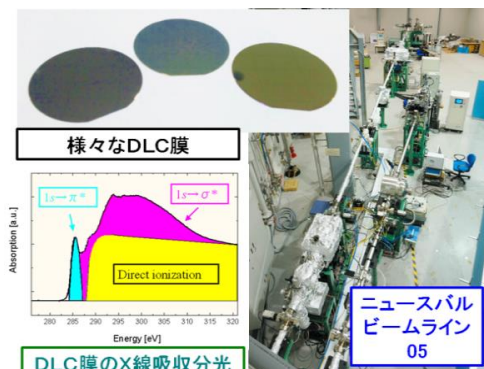 様々なDLC膜
1s→π*
1s→σ*
Direct ionization
Absorption [a.u.]
280 285 290 295 300 305 310 315 320
Energy [eV]
DLC膜のX線吸収分光
ニュースバル
ビームライン
05